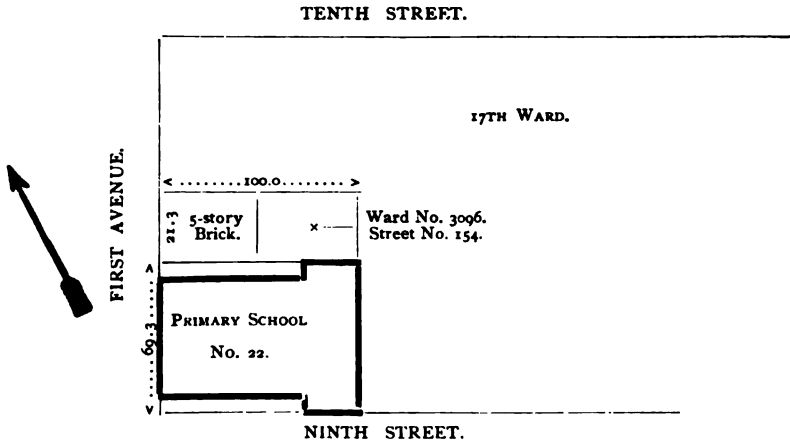 TENTH STREET.
17TH WARD.
FIRST AVENUE.
100.0
21.3
5-story
Brick.
×
Ward No. 3096.
Street No. 154.
69.3
PRIMARY SCHOOL
No. 22.
NINTH STREET.